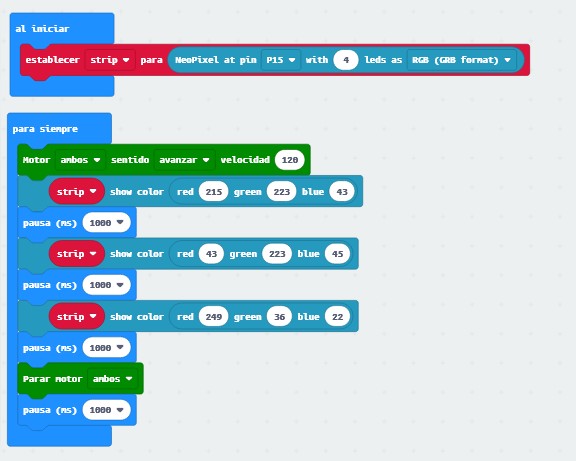 al iniciar
establecer strip para NeoPixel at pin P15 with 4 leds as RGB (GRB format)
para siempre
Motor ambos sentido avanzar velocidad 120
strip show color red 215 green 223 blue 43
pausa (ms) 1000
strip show color red 43 green 223 blue 45
pausa (ms) 1000
strip show color red 249 green 36 blue 22
pausa (ms) 1000
Parar motor ambos
pausa (ms) 1000